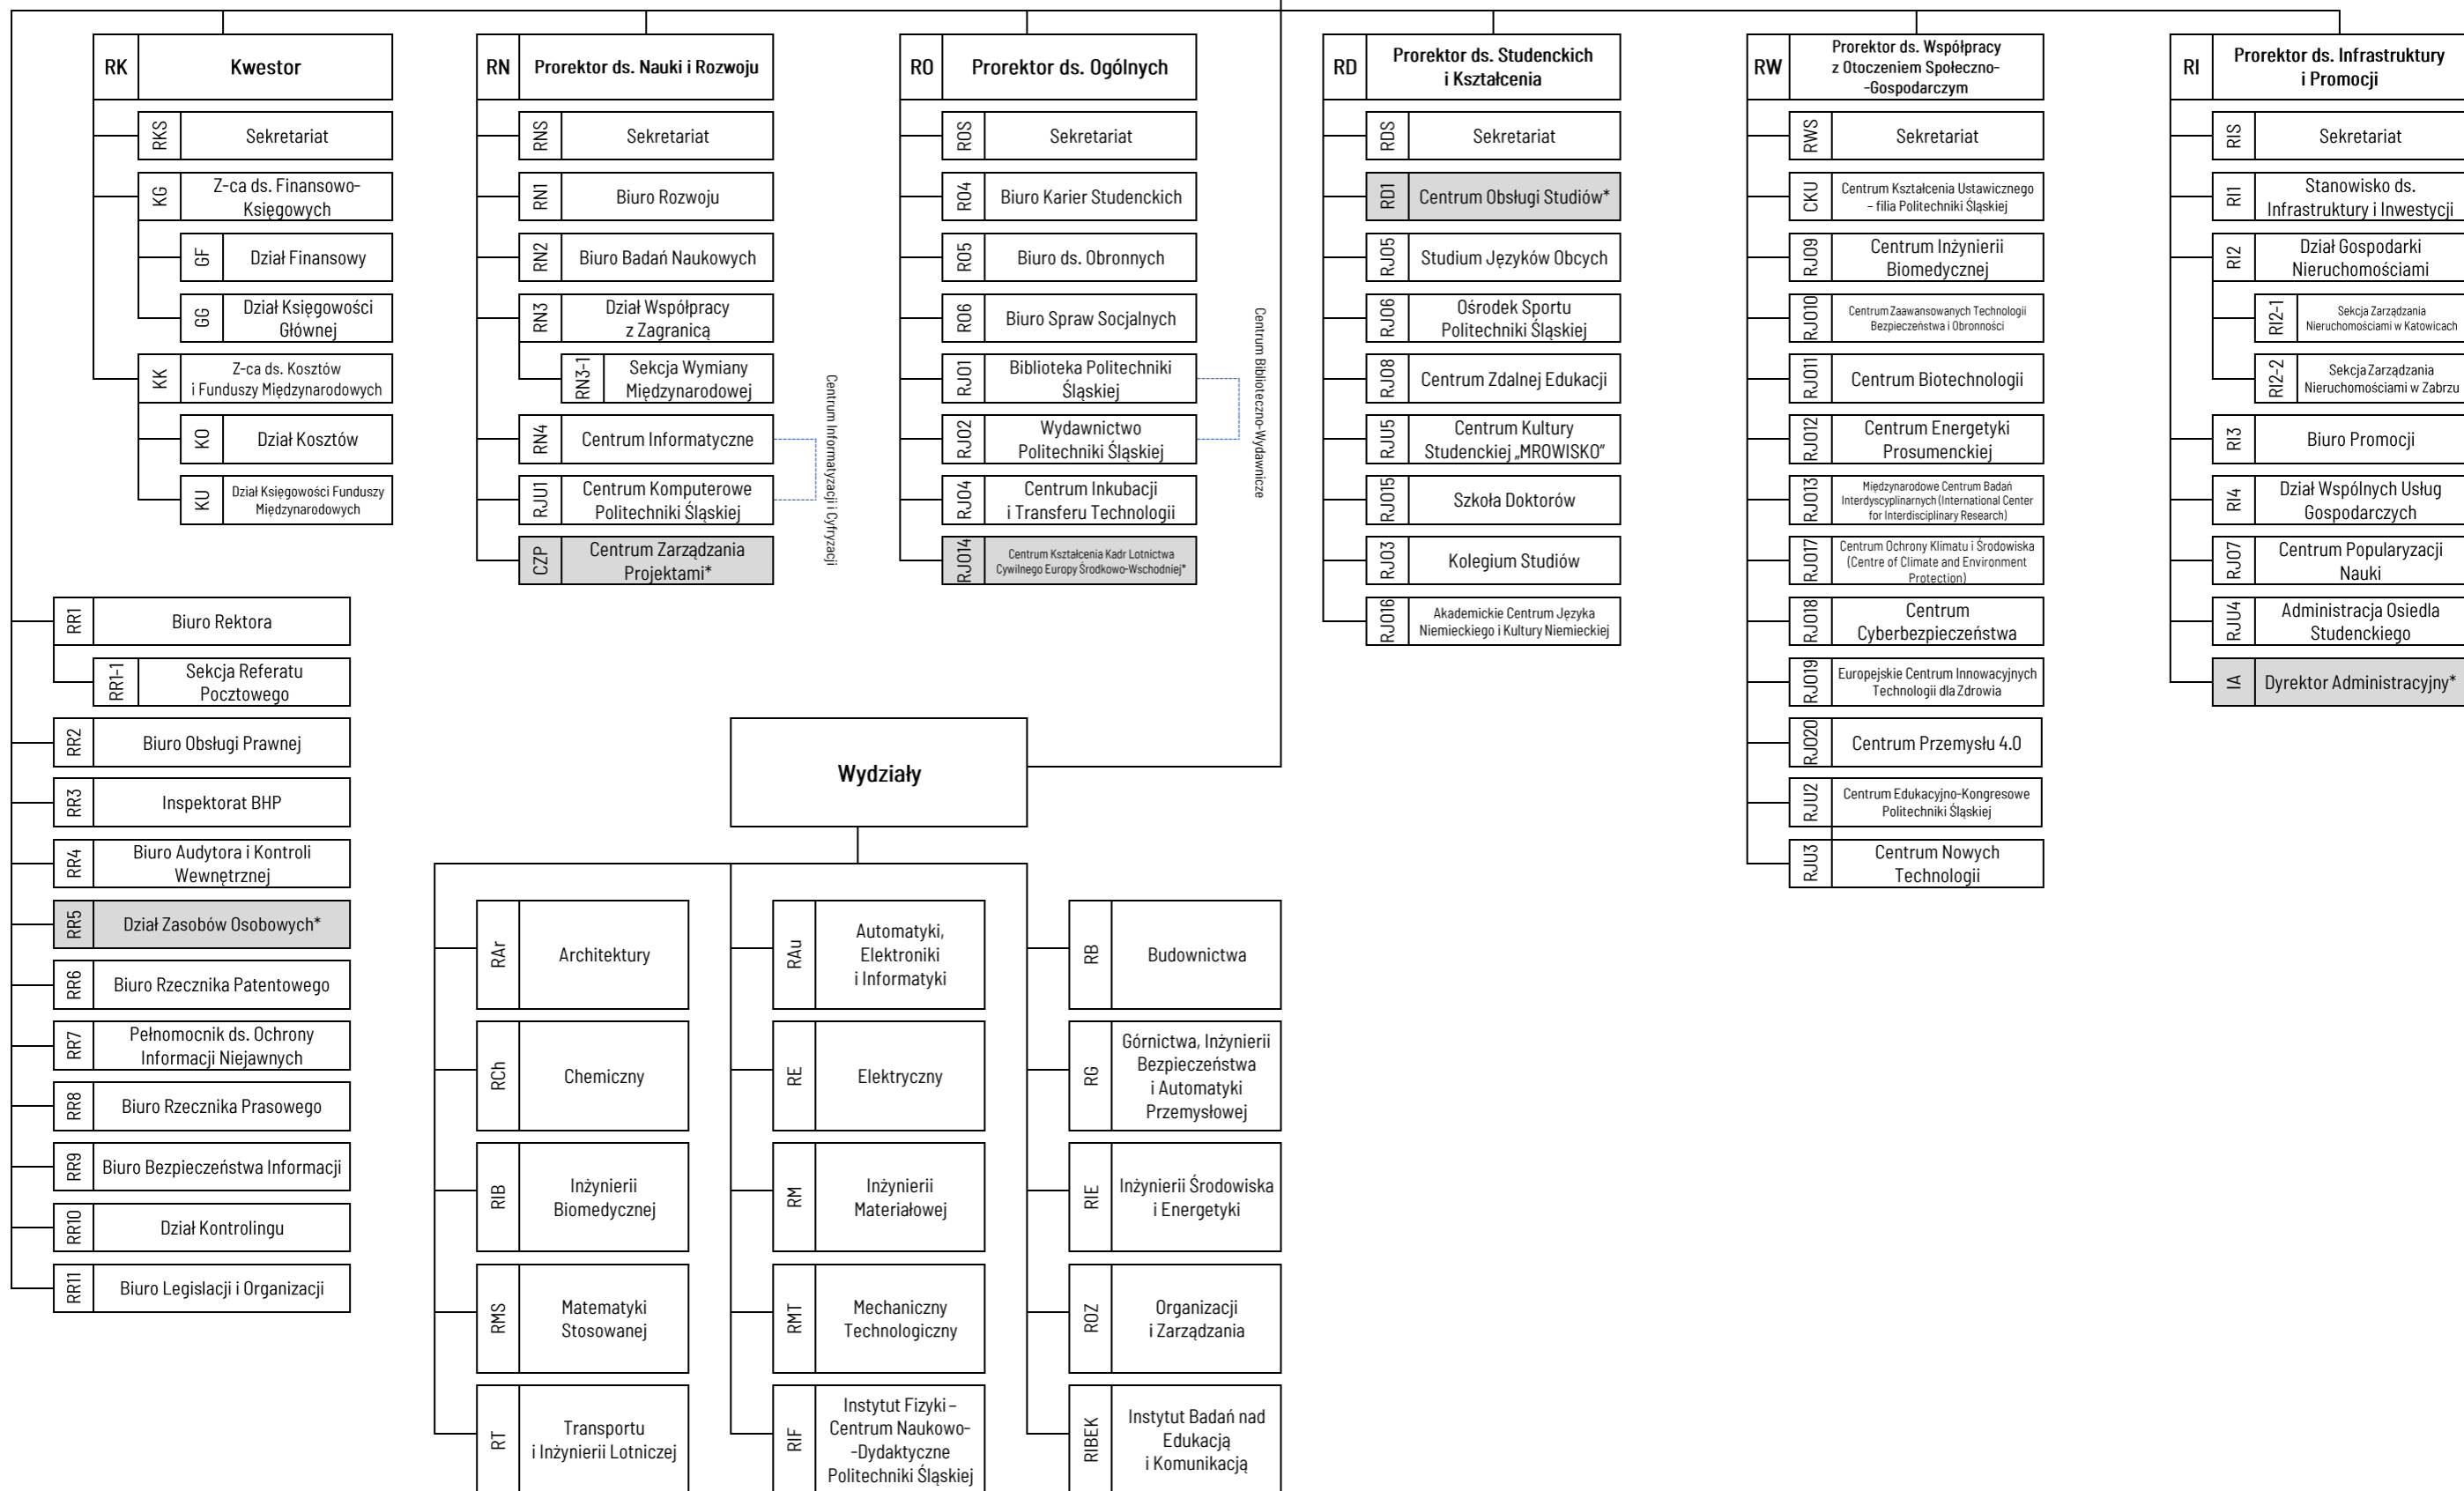 RK
Kwestor
RKS
Sekretariat
KG
Z-ca ds. Finansowo-
Księgowych
GF
Dział Finansowy
GG
Dział Księgowości
Głównej
KK
Z-ca ds. Kosztów
i Funduszy Międzynarodowych
KO
Dział Kosztów
KU
Dział Księgowości Funduszy
Międzynarodowych
RN
Prorektor ds. Nauki i Rozwoju
RNS
Sekretariat
RN1
Biuro Rozwoju
RN2
Biuro Badań Naukowych
RN3
Dział Współpracy
z Zagranicą
RN3-1
Sekcja Wymiany
Międzynarodowej
RN4
Centrum Informatyczne
RJU1
Centrum Komputerowe
Politechniki Śląskiej
CZP
Centrum Zarządzania
Projektami*
Centrum Informatyzacji i Cyfryzacji
RO
Prorektor ds. Ogólnych
ROS
Sekretariat
RO4
Biuro Karier Studenckich
RO5
Biuro ds. Obronnych
RO6
Biuro Spraw Socjalnych
RJO1
Biblioteka Politechniki
Śląskiej
RJO2
Wydawnictwo
Politechniki Śląskiej
RJO4
Centrum Inkubacji
i Transferu Technologii
RJO14
Centrum Kształcenia Kadr Lotnictwa
Cywilnego Europy Środkowo-Wschodniej*
Centrum Biblioteczno-Wydawnicze
RD
Prorektor ds. Studenckich
i Kształcenia
RDS
Sekretariat
RD1
Centrum Obsługi Studiów*
RJO5
Studium Języków Obcych
RJO6
Ośrodek Sportu
Politechniki Śląskiej
RJO8
Centrum Zdalnej Edukacji
RJU5
Centrum Kultury
Studenckiej „MROWISKO”
RJO15
Szkoła Doktorów
RJO3
Kolegium Studiów
RJO16
Akademickie Centrum Języka
Niemieckiego i Kultury Niemieckiej
RW
Prorektor ds. Współpracy
z Otoczeniem Społeczno-
-Gospodarczym
RWS
Sekretariat
CKU
Centrum Kształcenia Ustawicznego
– filia Politechniki Śląskiej
RJO9
Centrum Inżynierii
Biomedycznej
RJO10
Centrum Zaawansowanych Technologii
Bezpieczeństwa i Obronności
RJO11
Centrum Biotechnologii
RJO12
Centrum Energetyki
Prosumenckiej
RJO13
Międzynarodowe Centrum Badań
Interdyscyplinarnych (International Center
for Interdisciplinary Research)
RJO17
Centrum Ochrony Klimatu i Środowiska
(Centre of Climate and Environment
Protection)
RJO18
Centrum
Cyberbezpieczeństwa
RJO19
Europejskie Centrum Innowacyjnych
Technologii dla Zdrowia
RJO20
Centrum Przemysłu 4.0
RJU2
Centrum Edukacyjno-Kongresowe
Politechniki Śląskiej
RJU3
Centrum Nowych
Technologii
RI
Prorektor ds. Infrastruktury
i Promocji
RIS
Sekretariat
RI1
Stanowisko ds.
Infrastruktury i Inwestycji
RI2
Dział Gospodarki
Nieruchomościami
RI2-1
Sekcja Zarządzania
Nieruchomościami w Katowicach
RI2-2
Sekcja Zarządzania
Nieruchomościami w Zabrzu
RI3
Biuro Promocji
RI4
Dział Wspólnych Usług
Gospodarczych
RJO7
Centrum Popularyzacji
Nauki
RJU4
Administracja Osiedla
Studenckiego
IA
Dyrektor Administracyjny*
RR1
Biuro Rektora
RR1-1
Sekcja Referatu
Pocztowego
RR2
Biuro Obsługi Prawnej
RR3
Inspektorat BHP
RR4
Biuro Audytora i Kontroli
Wewnętrznej
RR5
Dział Zasobów Osobowych*
RR6
Biuro Rzecznika Patentowego
RR7
Pełnomocnik ds. Ochrony
Informacji Niejawnych
RR8
Biuro Rzecznika Prasowego
RR9
Biuro Bezpieczeństwa Informacji
RR10
Dział Kontrolingu
RR11
Biuro Legislacji i Organizacji
Wydziały
RAr
Architektury
RCh
Chemiczny
RIB
Inżynierii
Biomedycznej
RMS
Matematyki
Stosowanej
RT
Transportu
i Inżynierii Lotniczej
RAu
Automatyki,
Elektroniki
i Informatyki
RE
Elektryczny
RM
Inżynierii
Materiałowej
RMT
Mechaniczny
Technologiczny
RIF
Instytut Fizyki –
Centrum Naukowo-
-Dydaktyczne
Politechniki Śląskiej
RB
Budownictwa
RG
Górnictwa, Inżynierii
Bezpieczeństwa
i Automatyki
Przemysłowej
RIE
Inżynierii Środowiska
i Energetyki
ROZ
Organizacji
i Zarządzania
RIBEK
Instytut Badań nad
Edukacją
i Komunikacją